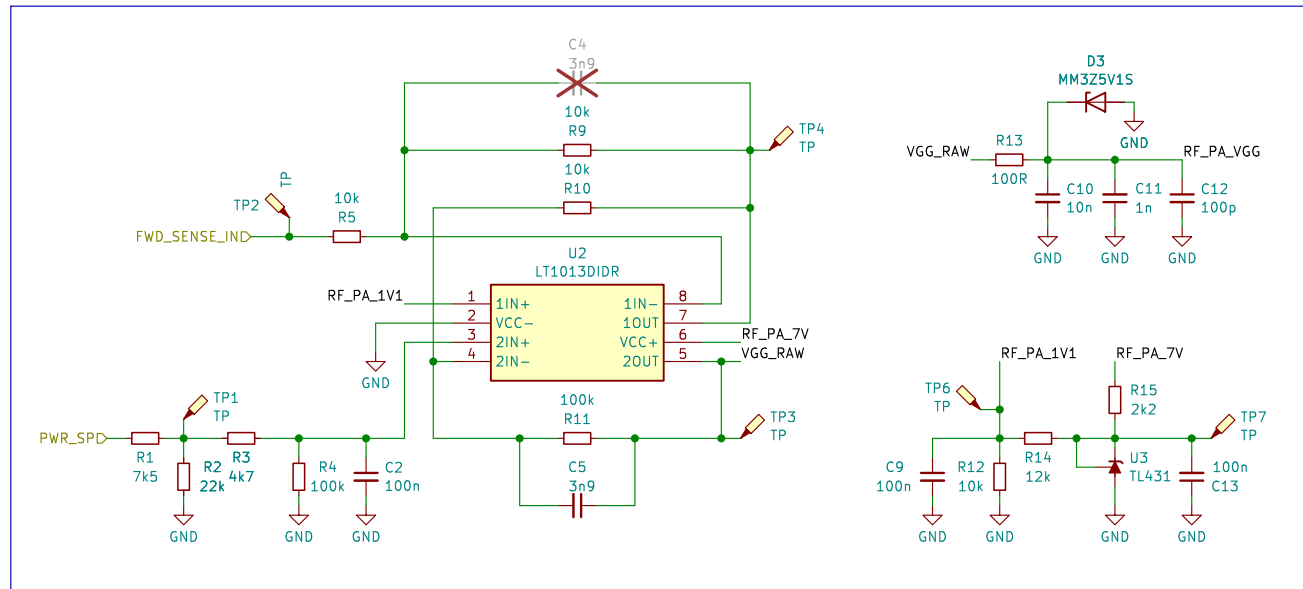 C4
3n9
10k
R9
10k
R10
TP4
TP
TP2
TP
10k
R5
FWD_SENSE_IN
U2
LT1013DIDR
RF_PA_1V1
1
1IN+
2
VCC-
3
2IN+
4
2IN-
1IN-
8
1OUT
7
VCC+
6
2OUT
5
RF_PA_7V
VGG_RAW
GND
100k
R11
TP3
TP
C5
3n9
TP1
TP
PWR_SP
R1
7k5
R2
22k
R3
4k7
R4
100k
C2
100n
GND
GND
GND
D3
MM3Z5V1S
GND
VGG_RAW
R13
100R
RF_PA_VGG
C10
10n
C11
1n
C12
100p
GND
GND
GND
RF_PA_1V1
RF_PA_7V
TP6
TP
R15
2k2
TP7
TP
C9
100n
R12
10k
R14
12k
U3
TL431
100n
C13
GND
GND
GND
GND